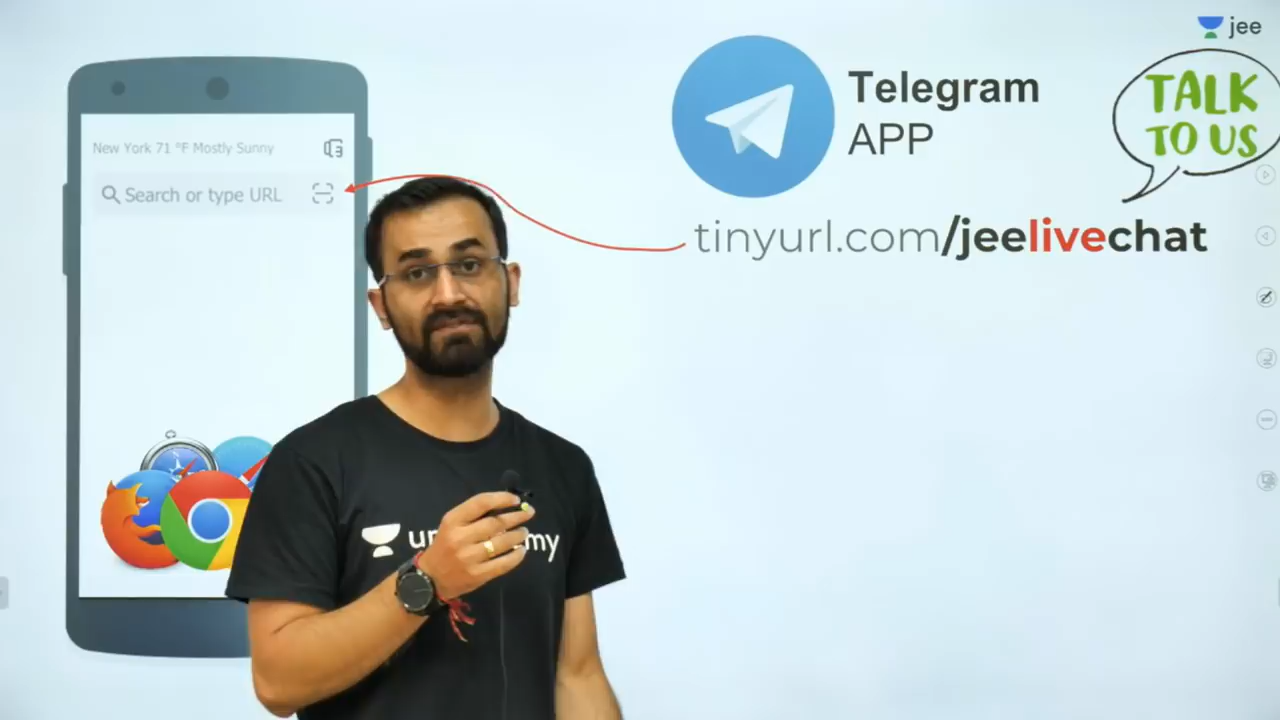 jee
Telegram
APP
TALK
TO US
New York 71 °F Mostly Sunny
Search or type URL
tinyurl.com/jeelivechat